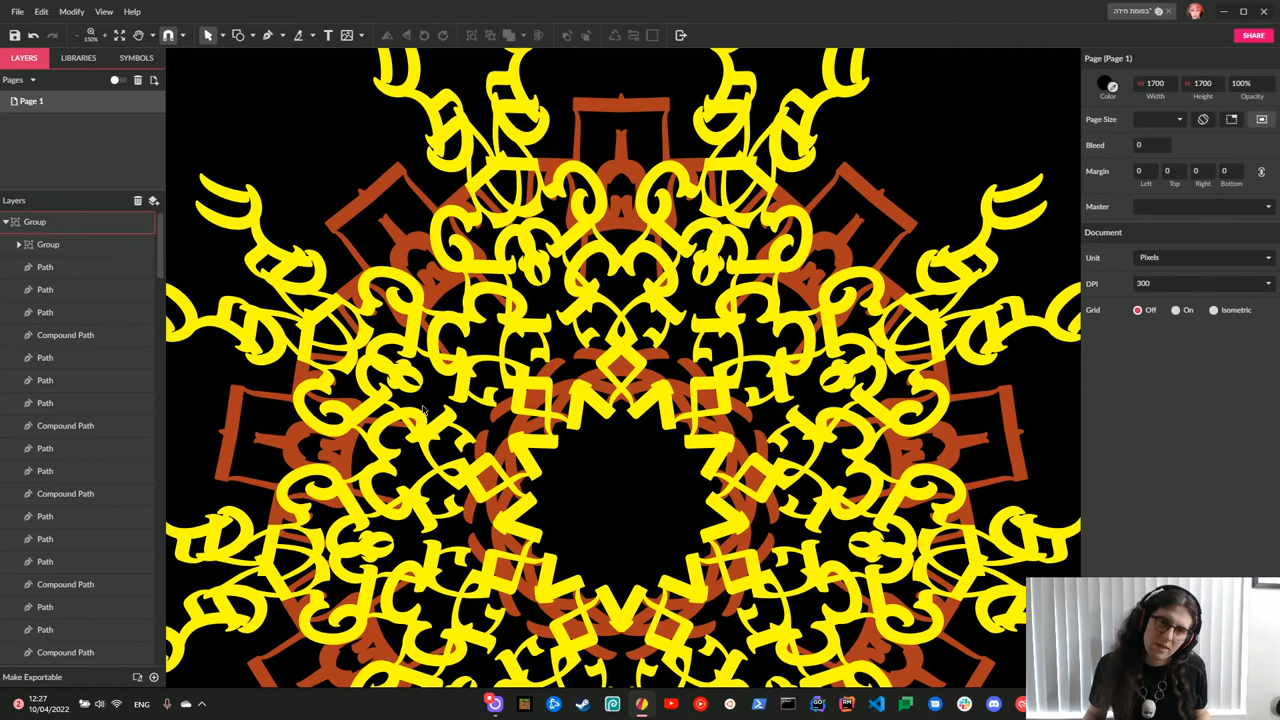 File Edit Modify View Help
*בפומת חידה
150%
SHARE
LAYERS LIBRARIES SYMBOLS
Pages
Page 1
Layers
Group
Group
Path
Path
Path
Compound Path
Path
Path
Path
Compound Path
Path
Path
Compound Path
Path
Path
Path
Compound Path
Path
Path
Compound Path
Make Exportable
Page (Page 1)
W 1700 H 1700 100%
Color Width Height Opacity
Page Size
Bleed 0
Margin 0 0 0 0
Left Top Right Bottom
Master
Document
Unit Pixels
DPI 300
Grid Off On Isometric
12:27
10/04/2022
ENG